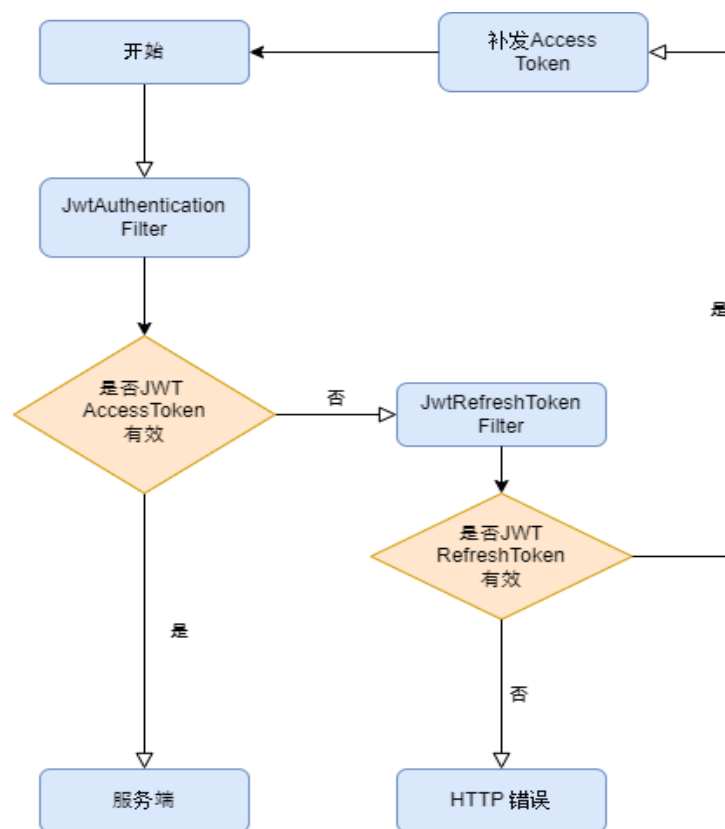 开始
补发Access
Token
JwtAuthentication
Filter
是
是否JWT
AccessToken
有效
否
JwtRefreshToken
Filter
是否JWT
RefreshToken
有效
是
否
服务端
HTTP 错误